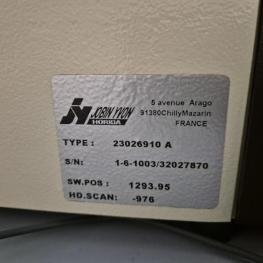 JY JOBIN YVON
HORIBA
5 avenue Arago
91380ChillyMazarin
FRANCE
TYPE : 23026910 A
S/N: 1-6-1003/32027870
SW.POS : 1293.95
HD.SCAN: -976